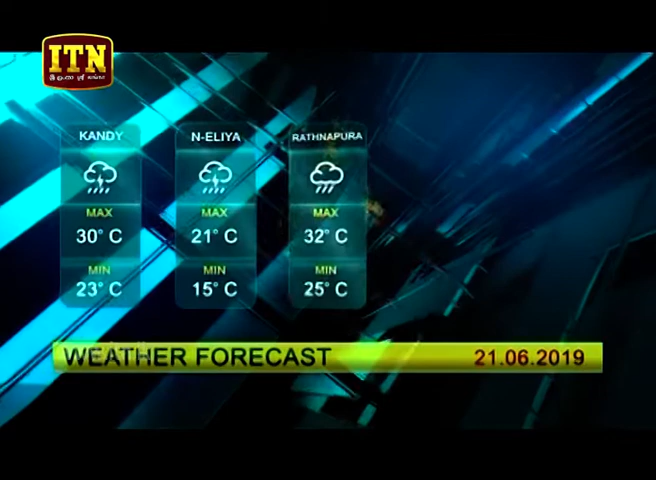 ITN
KANDY
N-ELIYA
RATHNAPURA
MAX
MAX
MAX
30° C
21° C
32° C
MIN
MIN
MIN
23° C
15° C
25° C
WEATHER FORECAST
21.06.2019